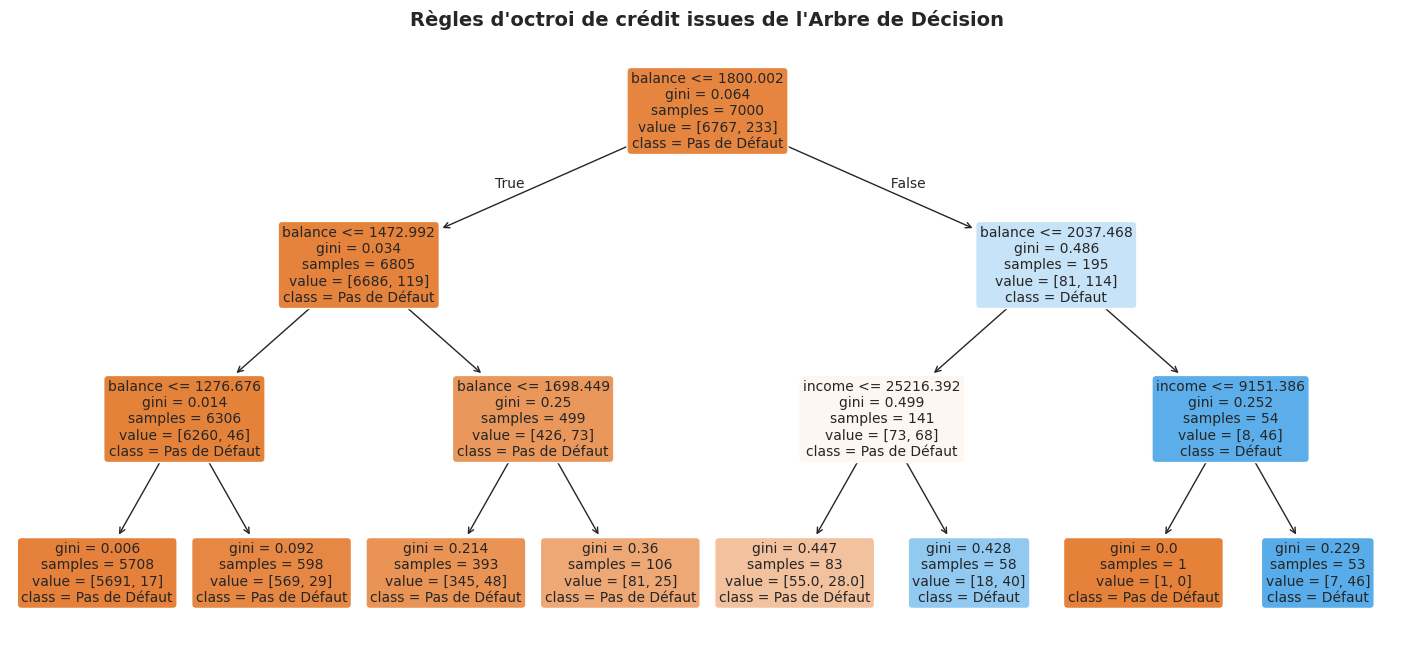 Règles d'octroi de crédit issues de l'Arbre de Décision
balance <= 1800.002
gini = 0.064
samples = 7000
value = [6767, 233]
class = Pas de Défaut
True
False
balance <= 1472.992
gini = 0.034
samples = 6805
value = [6686, 119]
class = Pas de Défaut
balance <= 2037.468
gini = 0.486
samples = 195
value = [81, 114]
class = Défaut
balance <= 1276.676
gini = 0.014
samples = 6306
value = [6260, 46]
class = Pas de Défaut
balance <= 1698.449
gini = 0.25
samples = 499
value = [426, 73]
class = Pas de Défaut
income <= 25216.392
gini = 0.499
samples = 141
value = [73, 68]
class = Pas de Défaut
income <= 9151.386
gini = 0.252
samples = 54
value = [8, 46]
class = Défaut
gini = 0.006
samples = 5708
value = [5691, 17]
class = Pas de Défaut
gini = 0.092
samples = 598
value = [569, 29]
class = Pas de Défaut
gini = 0.214
samples = 393
value = [345, 48]
class = Pas de Défaut
gini = 0.36
samples = 106
value = [81, 25]
class = Pas de Défaut
gini = 0.447
samples = 83
value = [55.0, 28.0]
class = Pas de Défaut
gini = 0.428
samples = 58
value = [18, 40]
class = Défaut
gini = 0.0
samples = 1
value = [1, 0]
class = Pas de Défaut
gini = 0.229
samples = 53
value = [7, 46]
class = Défaut